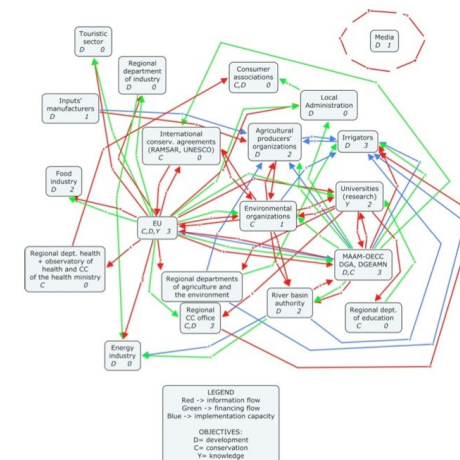 Touristic
sector
D 0
Regional
department
of industry
D 0
Media
D 1
Consumer
associations
C,D 0
Inputs'
manufacturers
D 1
Local
Administration
D 0
International
conserv. agreements
(RAMSAR, UNESCO)
C 0
Agricultural
producers'
organizations
D 2
Irrigators
D 3
Food
industry
D 2
Universities
(research)
Y 2
EU
C,D,Y 3
Environmental
organizations
C 1
Regional dept. health
+ observatory of
health and CC
of the health ministry
C 0
MAAM-OECC
DGA, DGEAMN
D,C 3
Regional departments
of agriculture and
the environment
Regional
CC office
C,D 3
River basin
authority
D 2
Regional dept.
of education
C 0
Energy
industry
D 0
LEGEND
Red -> information flow
Green -> financing flow
Blue -> implementation capacity
OBJECTIVES:
D= development
C= conservation
Y= knowledge